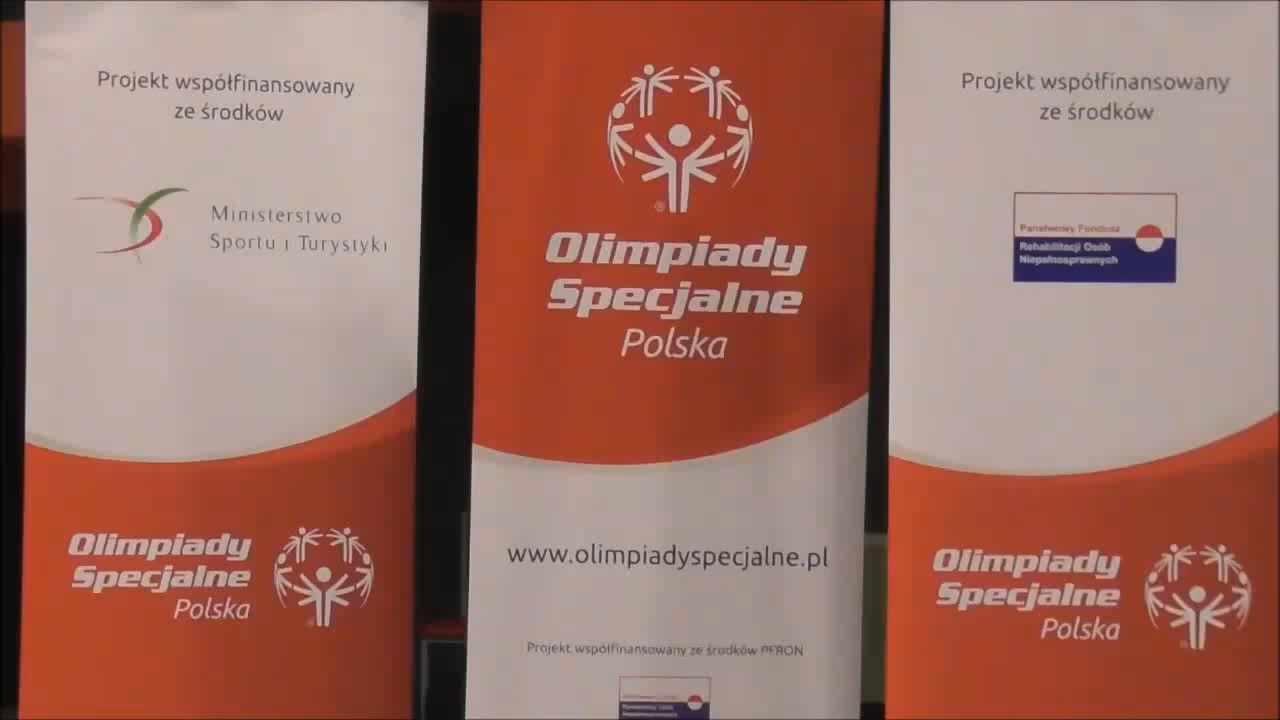 Projekt współfinansowany
ze środków
Ministerstwo
Sportu i Turystyki
Olimpiady
Specjalne
Polska
®
Olimpiady
Specjalne
Polska
www.olimpiadyspecjalne.pl
Projekt współfinansowany ze środków PFRON
Projekt współfinansowany
ze środków
Państwowy Fundusz
Rehabilitacji Osób
Niepełnosprawnych
Olimpiady
Specjalne
Polska